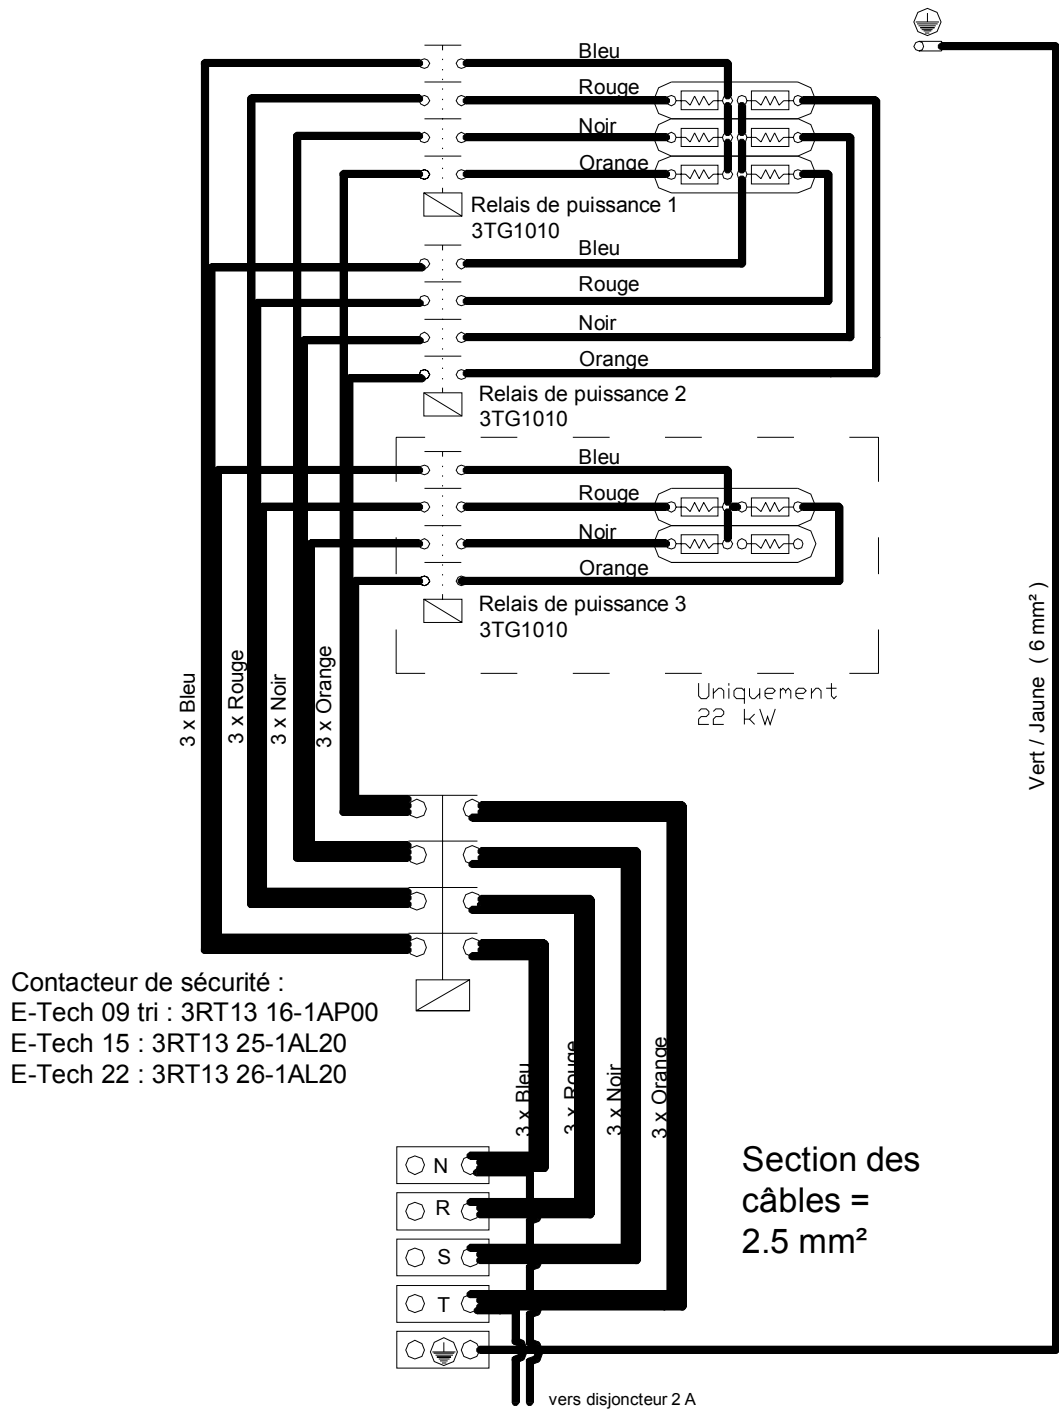 Bleu
Rouge
Noir
Orange
Relais de puissance 1
3TG1010
Bleu
Rouge
Noir
Orange
Relais de puissance 2
3TG1010
Bleu
Rouge
Noir
Orange
Relais de puissance 3
3TG1010
Uniquement
22 kW
3 x Bleu
3 x Rouge
3 x Noir
3 x Orange
Vert / Jaune ( 6 mm² )
Contacteur de sécurité :
E-Tech 09 tri : 3RT13 16-1AP00
E-Tech 15 : 3RT13 25-1AL20
E-Tech 22 : 3RT13 26-1AL20
3 x Bleu
3 x Rouge
3 x Noir
3 x Orange
N
R
S
T
Section des
câbles =
2.5 mm²
vers disjoncteur 2 A